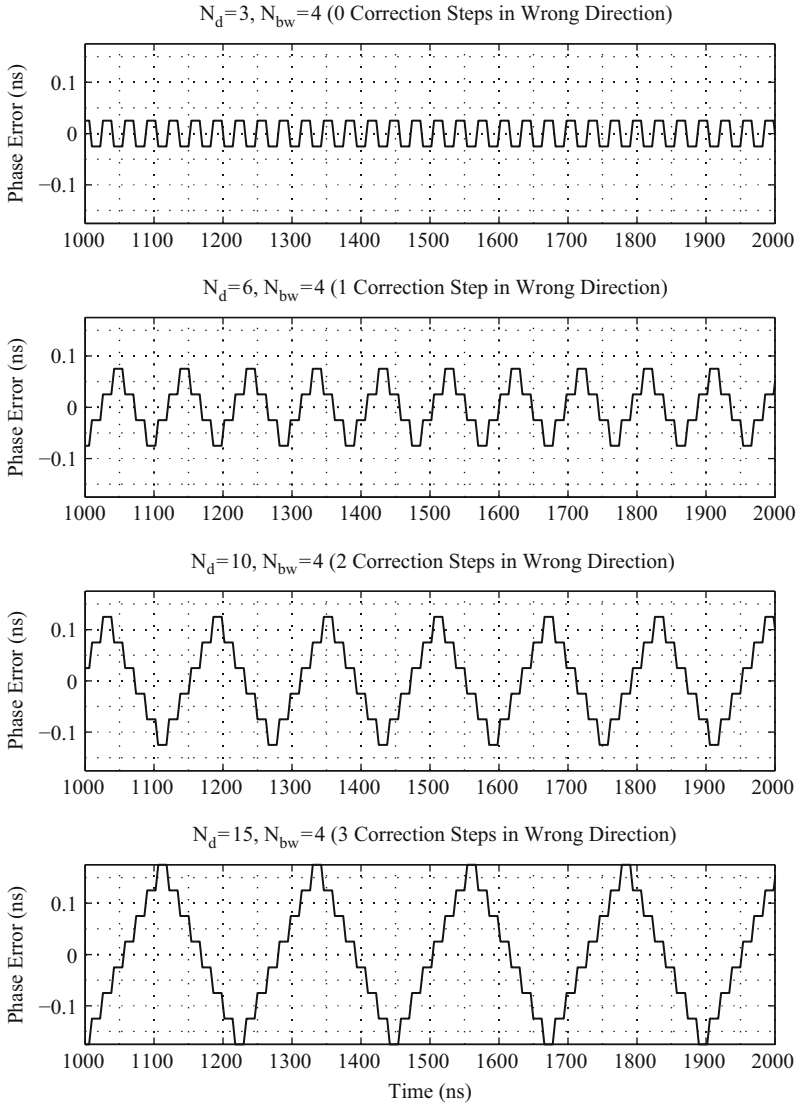 N_d=3, N_bw=4 (0 Correction Steps in Wrong Direction)
Phase Error (ns)
0.1
0
−0.1
1000 1100 1200 1300 1400 1500 1600 1700 1800 1900 2000
N_d=6, N_bw=4 (1 Correction Step in Wrong Direction)
Phase Error (ns)
0.1
0
−0.1
1000 1100 1200 1300 1400 1500 1600 1700 1800 1900 2000
N_d=10, N_bw=4 (2 Correction Steps in Wrong Direction)
Phase Error (ns)
0.1
0
−0.1
1000 1100 1200 1300 1400 1500 1600 1700 1800 1900 2000
N_d=15, N_bw=4 (3 Correction Steps in Wrong Direction)
Phase Error (ns)
0.1
0
−0.1
1000 1100 1200 1300 1400 1500 1600 1700 1800 1900 2000
Time (ns)